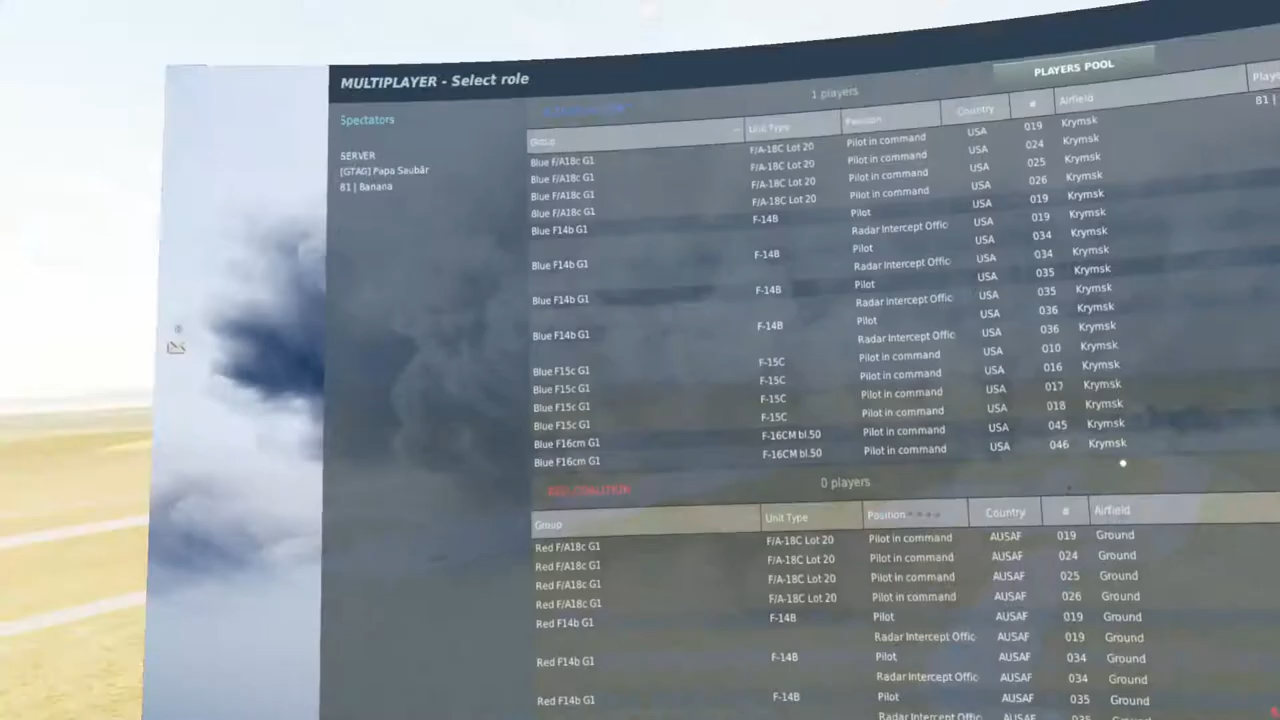 MULTIPLAYER - Select role
PLAYERS POOL
Spectators
SERVER
[GTAG] Papa Saubär
81 | Banana
1 players
Group Unit Type Position Country # Airfield
Blue F/A18c G1 F/A-18C Lot 20 Pilot in command USA 019 Krymsk
Blue F/A18c G1 F/A-18C Lot 20 Pilot in command USA 024 Krymsk
Blue F/A18c G1 F/A-18C Lot 20 Pilot in command USA 025 Krymsk
Blue F/A18c G1 F/A-18C Lot 20 Pilot in command USA 026 Krymsk
Blue F14b G1 F-14B Pilot USA 019 Krymsk
Radar Intercept Offic USA 019 Krymsk
Blue F14b G1 F-14B Pilot USA 034 Krymsk
Radar Intercept Offic USA 034 Krymsk
Blue F14b G1 F-14B Pilot USA 035 Krymsk
Radar Intercept Offic USA 035 Krymsk
Blue F14b G1 F-14B Pilot USA 036 Krymsk
Radar Intercept Offic USA 036 Krymsk
Blue F15c G1 F-15C Pilot in command USA 010 Krymsk
Blue F15c G1 F-15C Pilot in command USA 016 Krymsk
Blue F15c G1 F-15C Pilot in command USA 017 Krymsk
Blue F15c G1 F-15C Pilot in command USA 018 Krymsk
Blue F16cm G1 F-16CM bl.50 Pilot in command USA 045 Krymsk
Blue F16cm G1 F-16CM bl.50 Pilot in command USA 046 Krymsk
RED COALITION 0 players
Group Unit Type Position Country # Airfield
Red F/A18c G1 F/A-18C Lot 20 Pilot in command AUSAF 019 Ground
Red F/A18c G1 F/A-18C Lot 20 Pilot in command AUSAF 024 Ground
Red F/A18c G1 F/A-18C Lot 20 Pilot in command AUSAF 025 Ground
Red F/A18c G1 F/A-18C Lot 20 Pilot in command AUSAF 026 Ground
Red F14b G1 F-14B Pilot AUSAF 019 Ground
Radar Intercept Offic AUSAF 019 Ground
Red F14b G1 F-14B Pilot AUSAF 034 Ground
Radar Intercept Offic AUSAF 034 Ground
Red F14b G1 F-14B Pilot AUSAF 035 Ground
Radar Intercept Offic